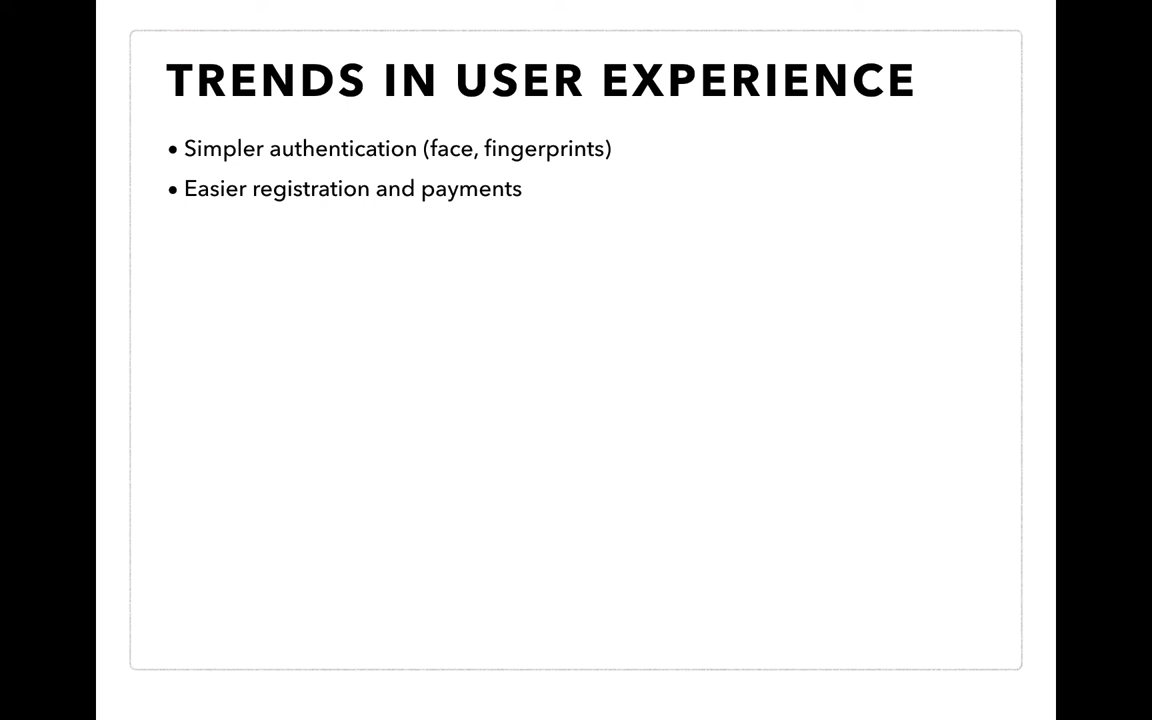 TRENDS IN USER EXPERIENCE
• Simpler authentication (face, fingerprints)
• Easier registration and payments